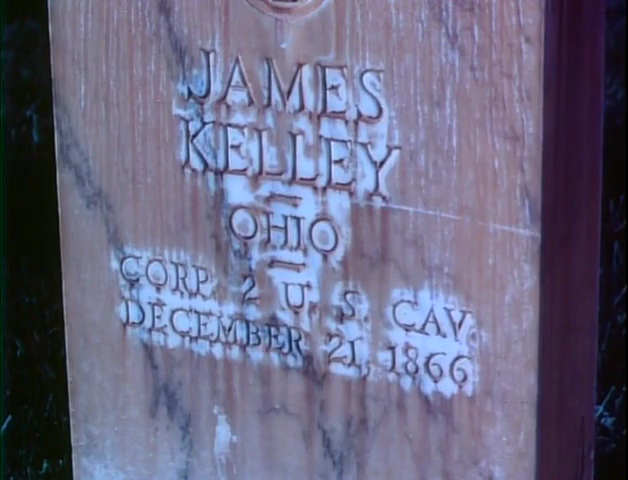 JAMES
KELLEY
OHIO
CORP. 2 U. S. CAV.
DECEMBER 21, 1866